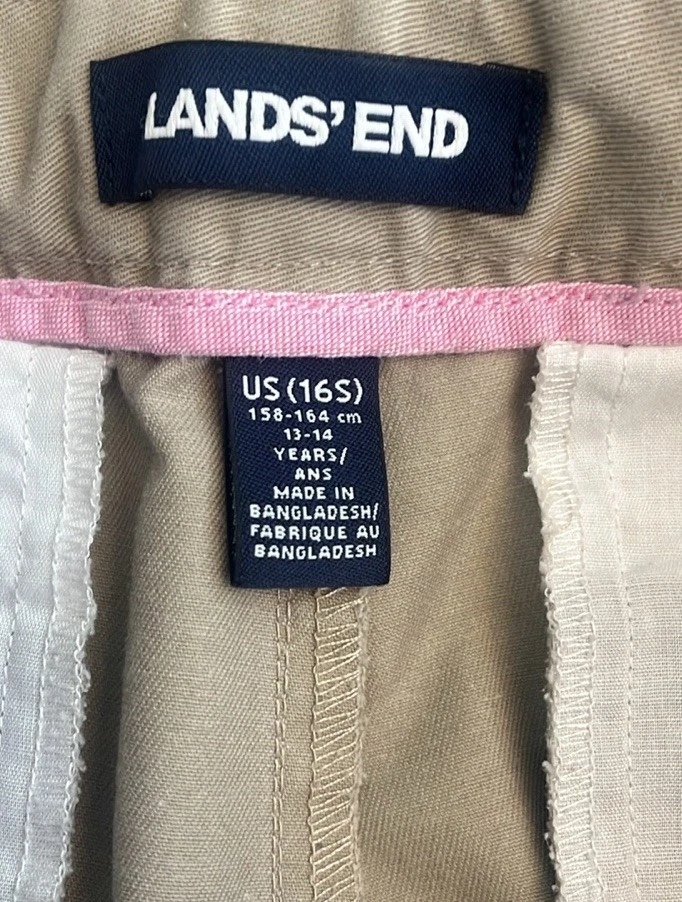 LANDS' END
US (16S)
158-164 cm
13-14
YEARS/
ANS
MADE IN
BANGLADESH/
FABRIQUE AU
BANGLADESH